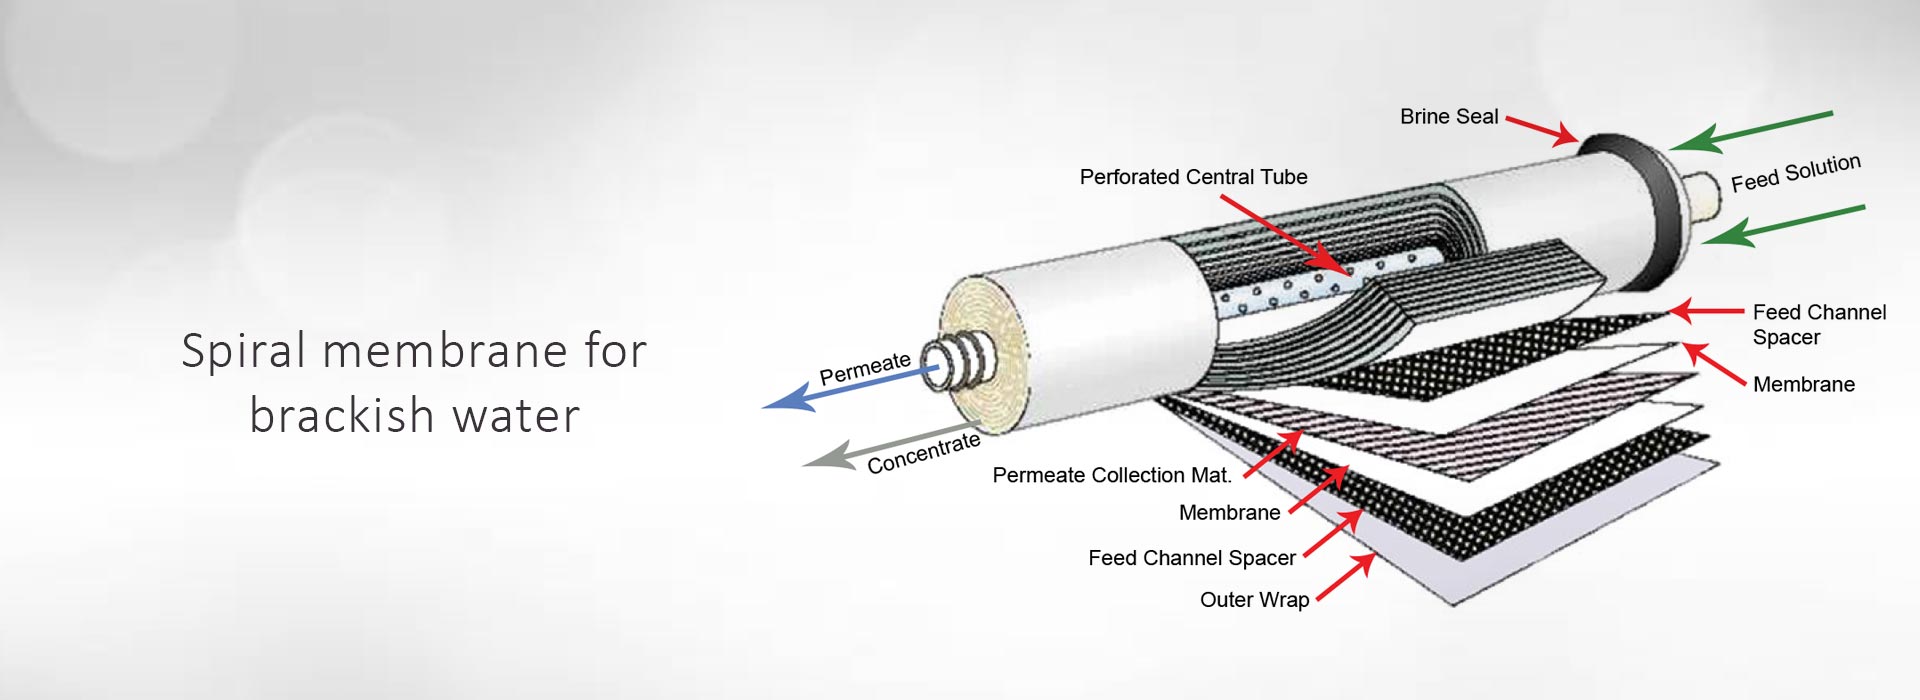 Spiral membrane for
brackish water
Brine Seal
Perforated Central Tube
Feed Solution
Feed Channel
Spacer
Membrane
Permeate
Concentrate
Permeate Collection Mat.
Membrane
Feed Channel Spacer
Outer Wrap